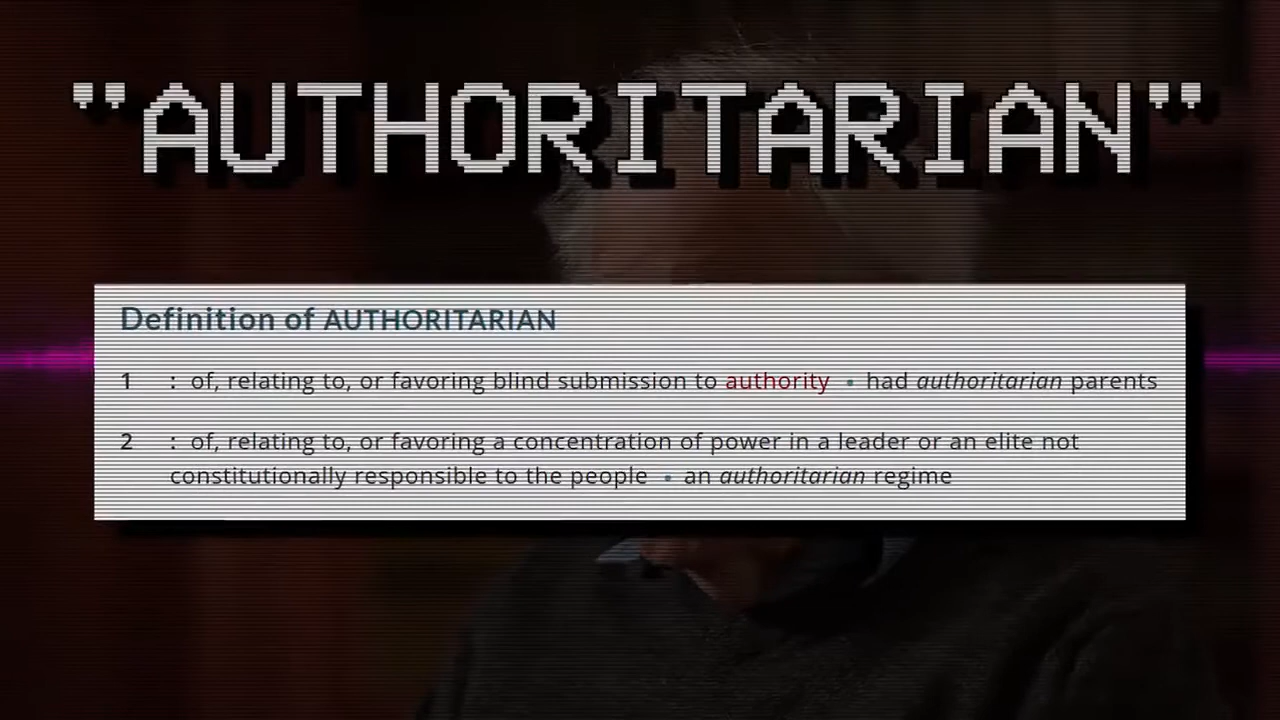 "AUTHORITARIAN"
Definition of AUTHORITARIAN
1 : of, relating to, or favoring blind submission to authority • had authoritarian parents
2 : of, relating to, or favoring a concentration of power in a leader or an elite not
constitutionally responsible to the people • an authoritarian regime